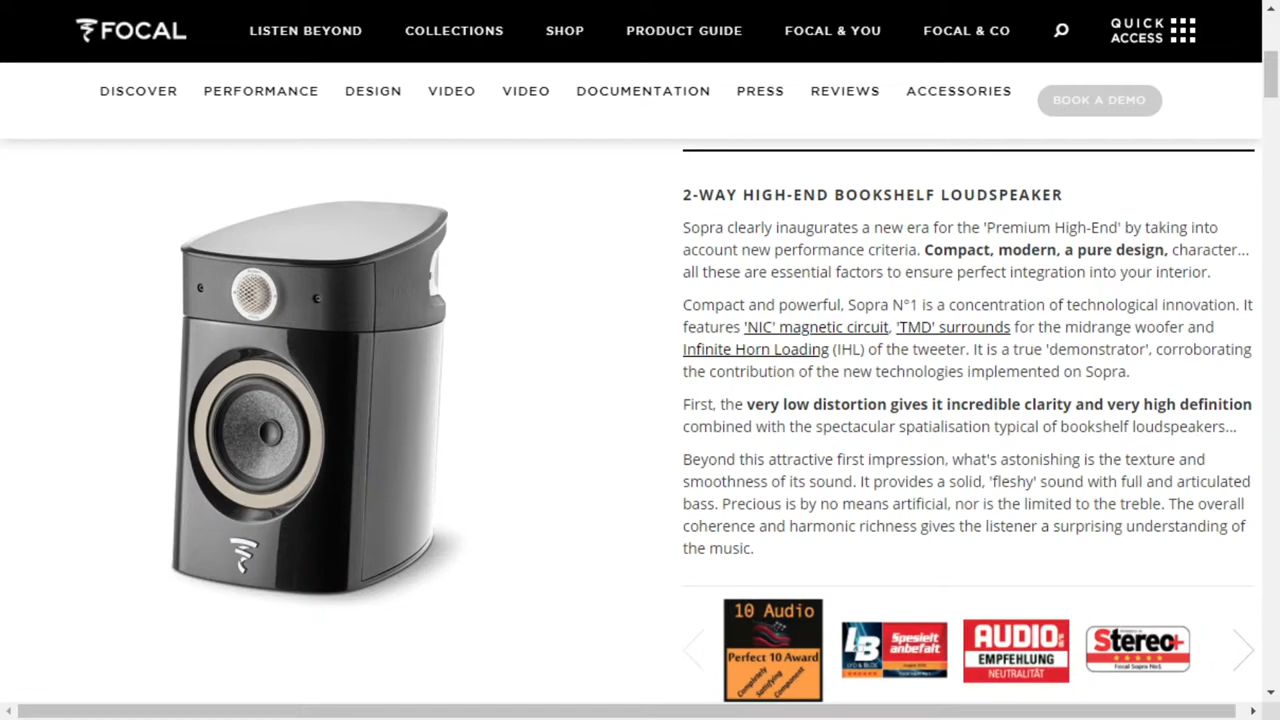 FOCAL
LISTEN BEYOND
COLLECTIONS
SHOP
PRODUCT GUIDE
FOCAL & YOU
FOCAL & CO
QUICK
ACCESS
DISCOVER
PERFORMANCE
DESIGN
VIDEO
VIDEO
DOCUMENTATION
PRESS
REVIEWS
ACCESSORIES
BOOK A DEMO
2-WAY HIGH-END BOOKSHELF LOUDSPEAKER
Sopra clearly inaugurates a new era for the 'Premium High-End' by taking into
account new performance criteria. Compact, modern, a pure design, character...
all these are essential factors to ensure perfect integration into your interior.
Compact and powerful, Sopra N°1 is a concentration of technological innovation. It
features 'NIC' magnetic circuit, 'TMD' surrounds for the midrange woofer and
Infinite Horn Loading (IHL) of the tweeter. It is a true 'demonstrator', corroborating
the contribution of the new technologies implemented on Sopra.
First, the very low distortion gives it incredible clarity and very high definition
combined with the spectacular spatialisation typical of bookshelf loudspeakers...
Beyond this attractive first impression, what's astonishing is the texture and
smoothness of its sound. It provides a solid, 'fleshy' sound with full and articulated
bass. Precious is by no means artificial, nor is the limited to the treble. The overall
coherence and harmonic richness gives the listener a surprising understanding of
the music.
10 Audio
Perfect 10 Award
Completely
Satisfying
Component
LB
LYD & BILDE
Spesielt
anbefalt
AUDIO
EMPFEHLUNG
NEUTRALITÄT
Stereo+
Focal Sopra No1